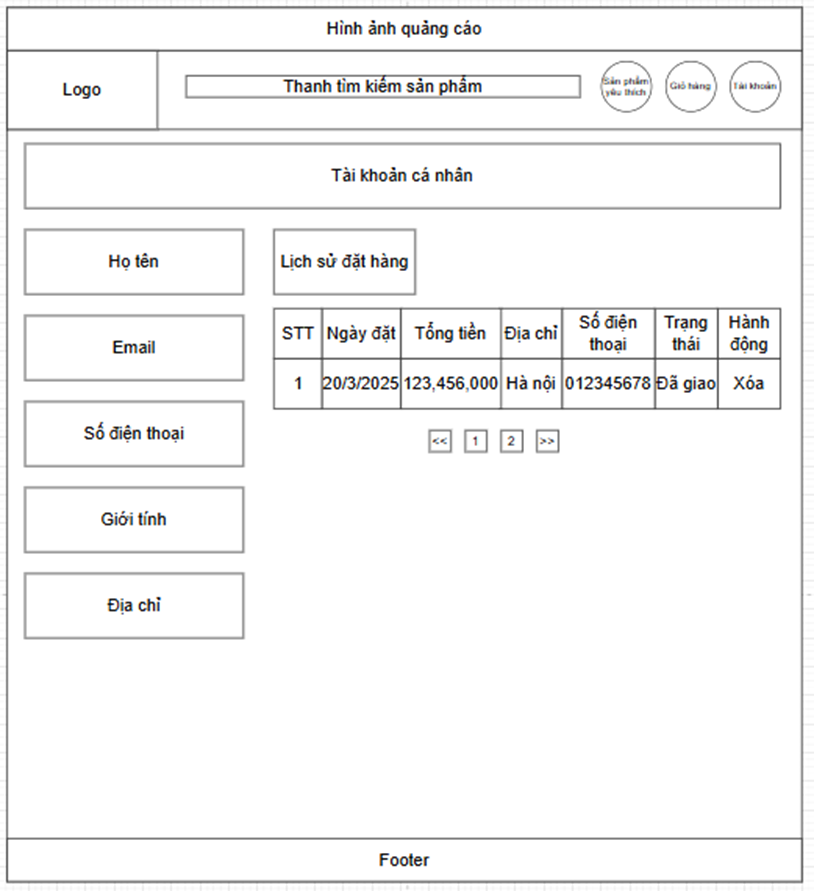 Hình ảnh quảng cáo
Logo
Thanh tìm kiếm sản phẩm
Sản phẩm
yêu thích
Giỏ hàng
Tài khoản
Tài khoản cá nhân
Họ tên
Email
Số điện thoại
Giới tính
Địa chỉ
Lịch sử đặt hàng
STT Ngày đặt Tổng tiền Địa chỉ Số điện thoại Trạng thái Hành động
1 20/3/2025 123,456,000 Hà nội 012345678 Đã giao Xóa
<< 1 2 >>
Footer